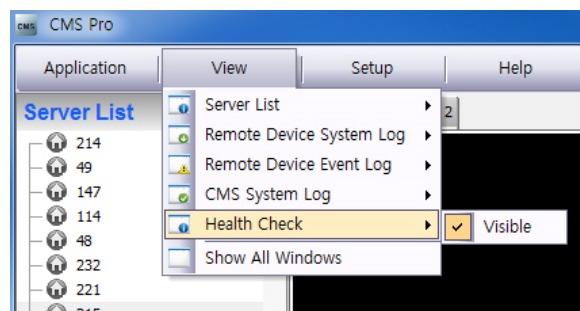 CMS CMS Pro
Application View Setup Help
Server List
2
214
49
147
114
48
232
221
Server List
Remote Device System Log
Remote Device Event Log
CMS System Log
Health Check
Show All Windows
Visible